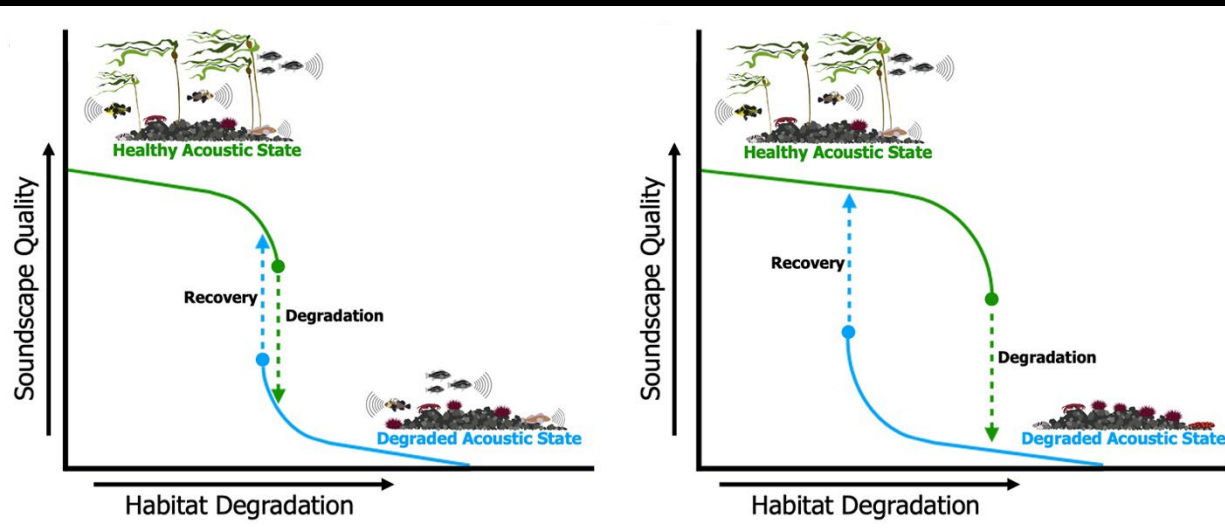 Healthy Acoustic State
Soundscape Quality
Recovery
Degradation
Degraded Acoustic State
Habitat Degradation
Healthy Acoustic State
Soundscape Quality
Recovery
Degradation
Degraded Acoustic State
Habitat Degradation